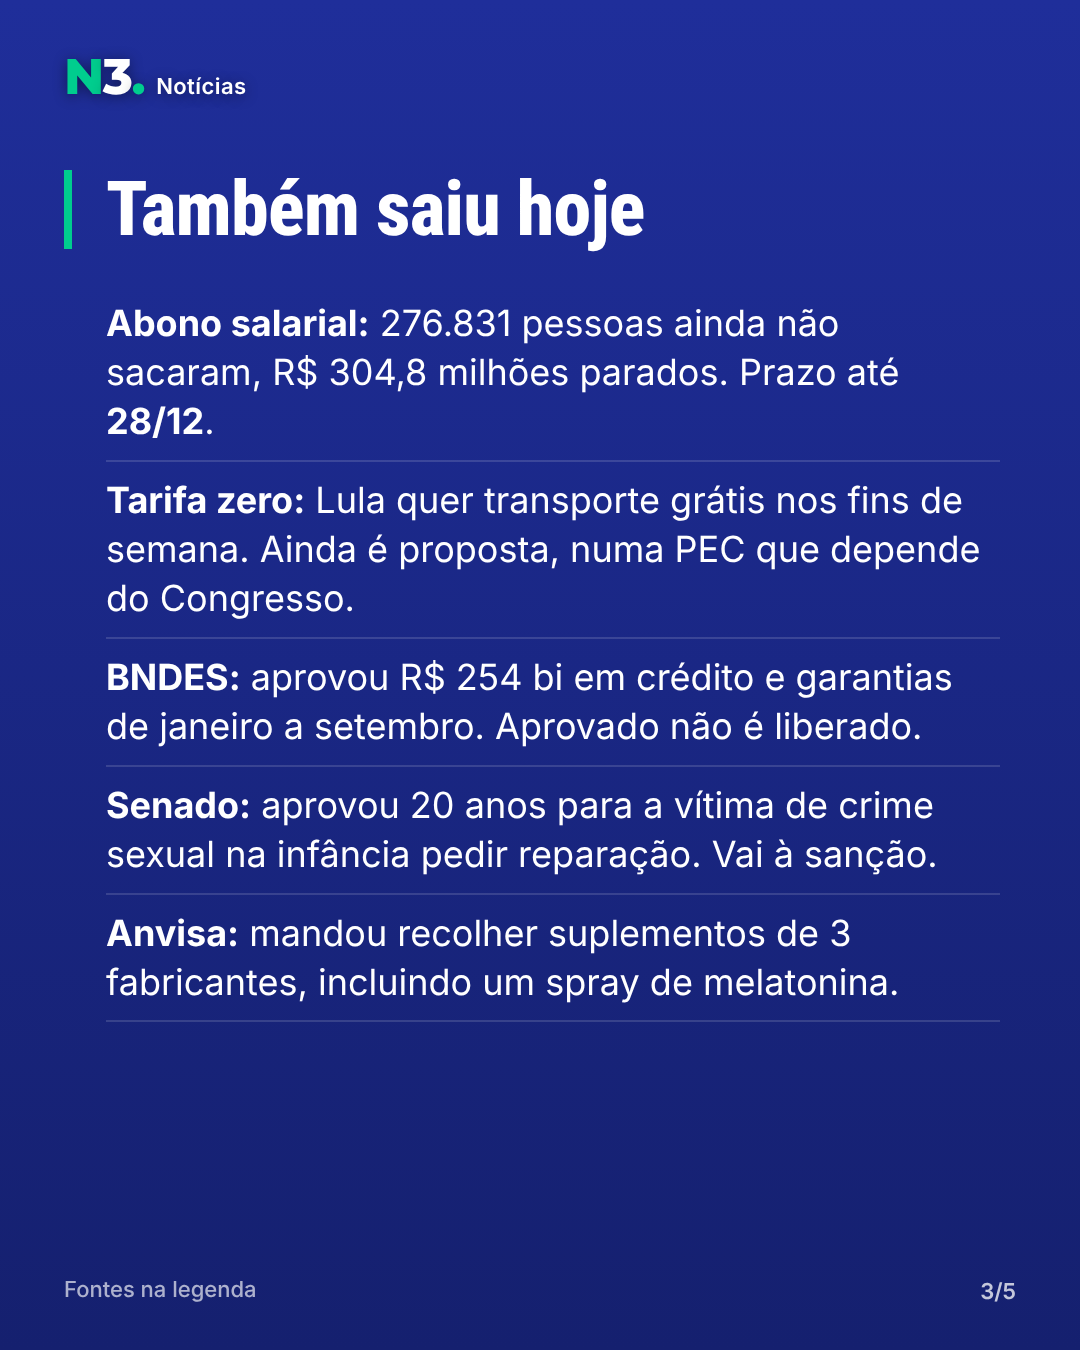 N3. Notícias
Também saiu hoje
Abono salarial: 276.831 pessoas ainda não
sacaram, R$ 304,8 milhões parados. Prazo até
28/12.
Tarifa zero: Lula quer transporte grátis nos fins de
semana. Ainda é proposta, numa PEC que depende
do Congresso.
BNDES: aprovou R$ 254 bi em crédito e garantias
de janeiro a setembro. Aprovado não é liberado.
Senado: aprovou 20 anos para a vítima de crime
sexual na infância pedir reparação. Vai à sanção.
Anvisa: mandou recolher suplementos de 3
fabricantes, incluindo um spray de melatonina.
Fontes na legenda
3/5